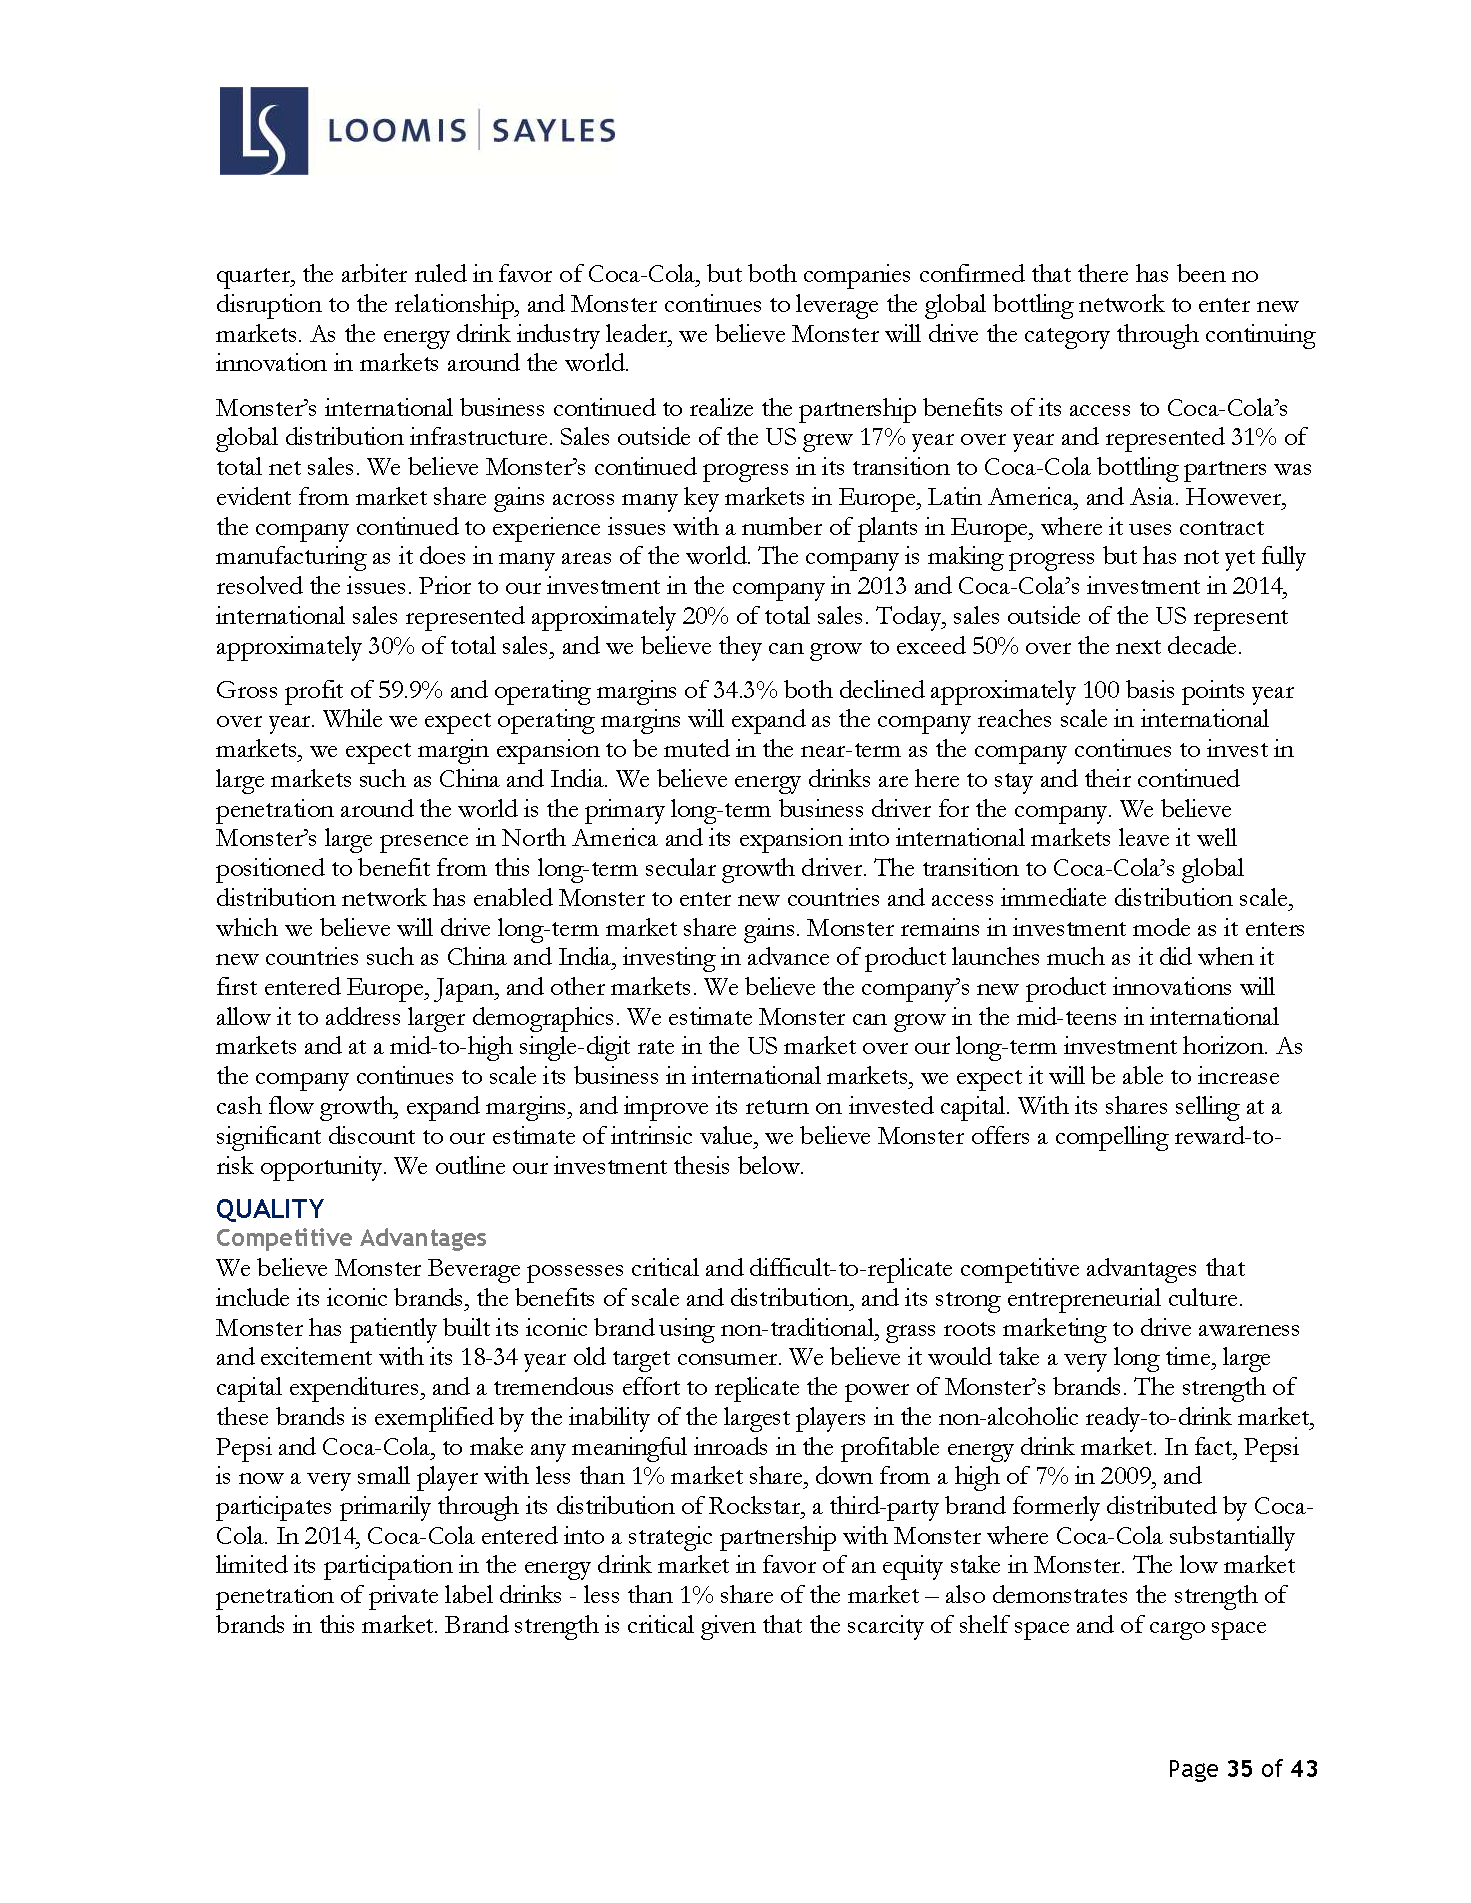 LOOMIS | SAYLES
quarter, the arbiter ruled in favor of Coca-Cola, but both companies confirmed that there has been no
disruption to the relationship, and Monster continues to leverage the global bottling network to enter new
markets. As the energy drink industry leader, we believe Monster will drive the category through continuing
innovation in markets around the world.
Monster’s international business continued to realize the partnership benefits of its access to Coca-Cola’s
global distribution infrastructure. Sales outside of the US grew 17% year over year and represented 31% of
total net sales. We believe Monster’s continued progress in its transition to Coca-Cola bottling partners was
evident from market share gains across many key markets in Europe, Latin America, and Asia. However,
the company continued to experience issues with a number of plants in Europe, where it uses contract
manufacturing as it does in many areas of the world. The company is making progress but has not yet fully
resolved the issues. Prior to our investment in the company in 2013 and Coca-Cola’s investment in 2014,
international sales represented approximately 20% of total sales. Today, sales outside of the US represent
approximately 30% of total sales, and we believe they can grow to exceed 50% over the next decade.
Gross profit of 59.9% and operating margins of 34.3% both declined approximately 100 basis points year
over year. While we expect operating margins will expand as the company reaches scale in international
markets, we expect margin expansion to be muted in the near-term as the company continues to invest in
large markets such as China and India. We believe energy drinks are here to stay and their continued
penetration around the world is the primary long-term business driver for the company. We believe
Monster’s large presence in North America and its expansion into international markets leave it well
positioned to benefit from this long-term secular growth driver. The transition to Coca-Cola’s global
distribution network has enabled Monster to enter new countries and access immediate distribution scale,
which we believe will drive long-term market share gains. Monster remains in investment mode as it enters
new countries such as China and India, investing in advance of product launches much as it did when it
first entered Europe, Japan, and other markets. We believe the company’s new product innovations will
allow it to address larger demographics. We estimate Monster can grow in the mid-teens in international
markets and at a mid-to-high single-digit rate in the US market over our long-term investment horizon. As
the company continues to scale its business in international markets, we expect it will be able to increase
cash flow growth, expand margins, and improve its return on invested capital. With its shares selling at a
significant discount to our estimate of intrinsic value, we believe Monster offers a compelling reward-to-
risk opportunity. We outline our investment thesis below.
QUALITY
Competitive Advantages
We believe Monster Beverage possesses critical and difficult-to-replicate competitive advantages that
include its iconic brands, the benefits of scale and distribution, and its strong entrepreneurial culture.
Monster has patiently built its iconic brand using non-traditional, grass roots marketing to drive awareness
and excitement with its 18-34 year old target consumer. We believe it would take a very long time, large
capital expenditures, and a tremendous effort to replicate the power of Monster’s brands. The strength of
these brands is exemplified by the inability of the largest players in the non-alcoholic ready-to-drink market,
Pepsi and Coca-Cola, to make any meaningful inroads in the profitable energy drink market. In fact, Pepsi
is now a very small player with less than 1% market share, down from a high of 7% in 2009, and
participates primarily through its distribution of Rockstar, a third-party brand formerly distributed by Coca-
Cola. In 2014, Coca-Cola entered into a strategic partnership with Monster where Coca-Cola substantially
limited its participation in the energy drink market in favor of an equity stake in Monster. The low market
penetration of private label drinks - less than 1% share of the market – also demonstrates the strength of
brands in this market. Brand strength is critical given that the scarcity of shelf space and of cargo space
Page 35 of 43